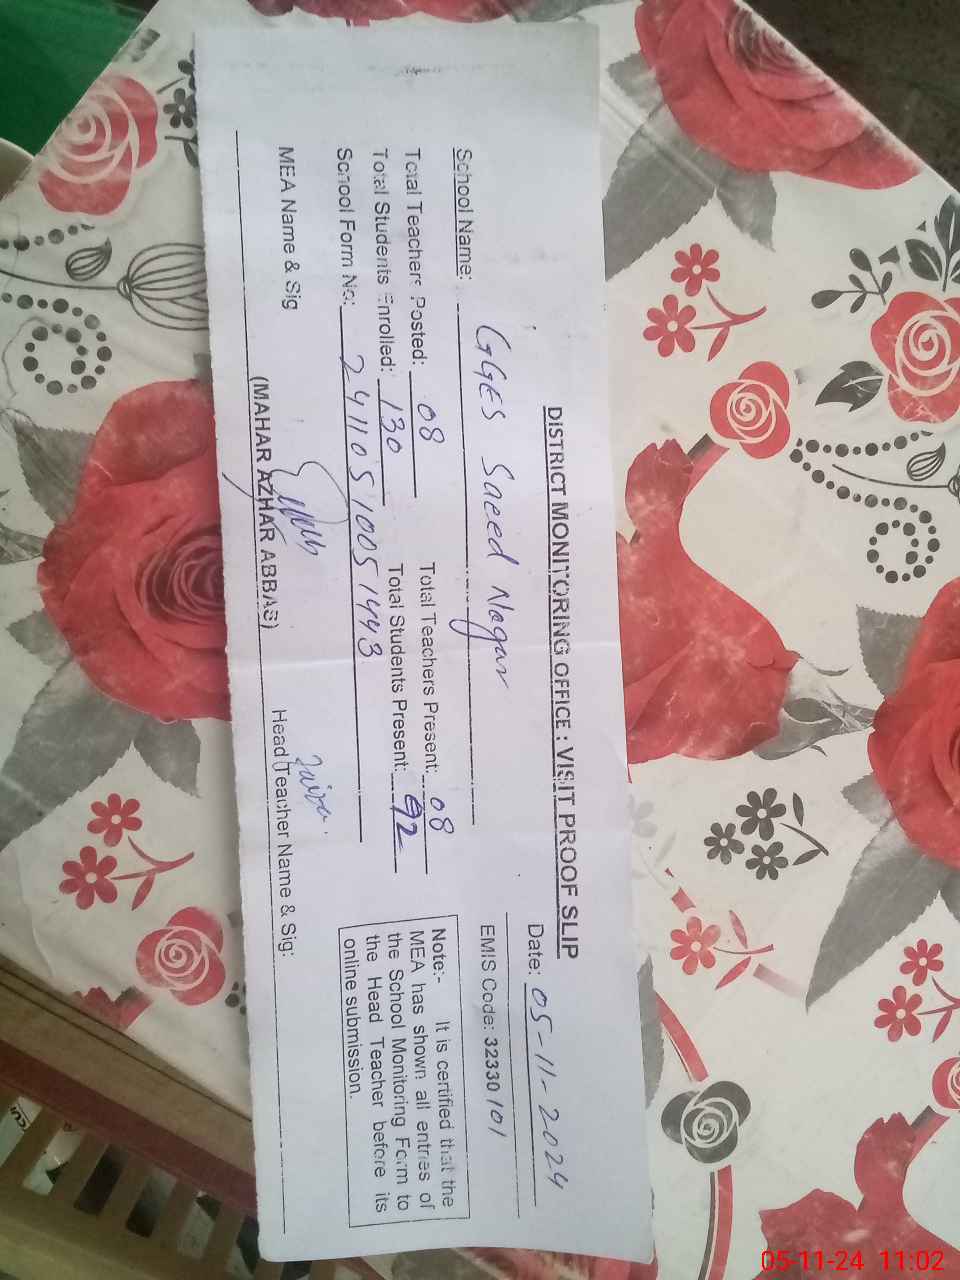 DISTRICT MONITORING OFFICE : VISIT PROOF SLIP
Date: 05-11-2024
School Name: GGES Saeed Nagar
EMIS Code: 32330101
Total Teachers Posted: 08 Total Teachers Present: 08
Total Students Enrolled: 130 Total Students Present: 92
School Form No: 24110510051443
Note:- It is certified that the
MEA has shown all entries of
the School Monitoring Form to
the Head Teacher before its
online submission.
MEA Name & Sig
(MAHAR AZHAR ABBAS)
Head Teacher Name & Sig:
05-11-24 11:02